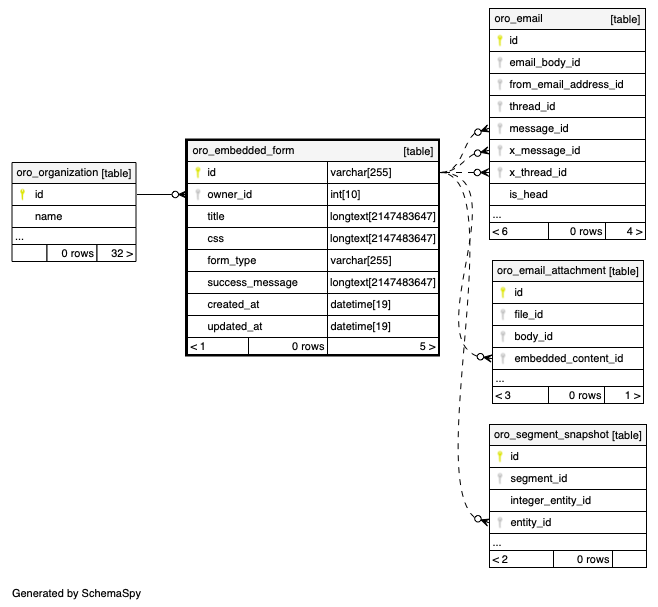 oro_organization [table]
id
name
...
0 rows 32 >
oro_embedded_form [table]
id varchar[255]
owner_id int[10]
title longtext[2147483647]
css longtext[2147483647]
form_type varchar[255]
success_message longtext[2147483647]
created_at datetime[19]
updated_at datetime[19]
< 1 0 rows 5 >
oro_email [table]
id
email_body_id
from_email_address_id
thread_id
message_id
x_message_id
x_thread_id
is_head
...
< 6 0 rows 4 >
oro_email_attachment [table]
id
file_id
body_id
embedded_content_id
...
< 3 0 rows 1 >
oro_segment_snapshot [table]
id
segment_id
integer_entity_id
entity_id
...
< 2 0 rows
Generated by SchemaSpy